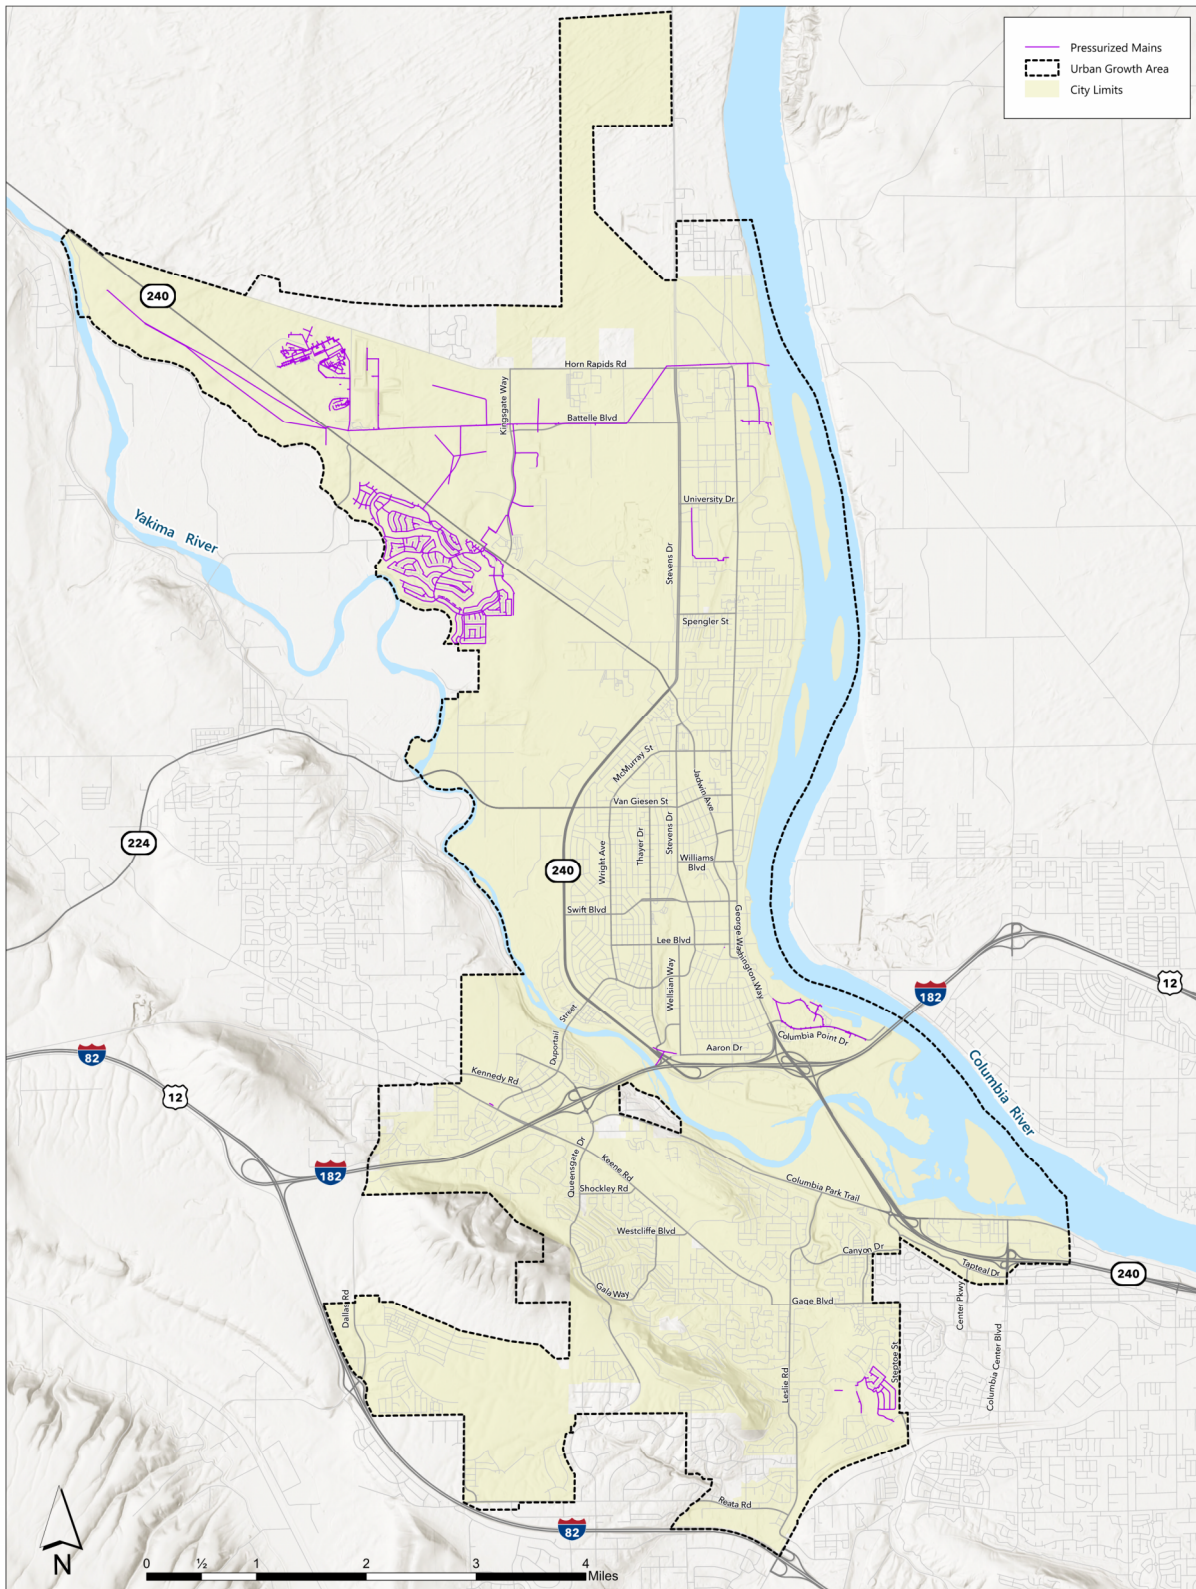 Pressurized Mains
Urban Growth Area
City Limits
240
Horn Rapids Rd
Kingsgate Way
Battelle Blvd
University Dr
Yakima River
Stevens Dr
Spengler St
McMurray St
Jadwin Ave
Van Giesen St
224
Wright Ave
Thayer Dr
Stevens Dr
Williams
Blvd
240
Swift Blvd
George Washington Way
Lee Blvd
Wellsian Way
182
12
Duportail
Street
Columbia Point Dr
Aaron Dr
82
12
Kennedy Rd
Columbia River
182
Queensgate Dr
Keene Rd
Shockley Rd
Columbia Park Trail
Westcliffe Blvd
Canyon Dr
Tapteal Dr
240
Gala Way
Gage Blvd
Center Pkwy
Dallas Rd
Steptoe St
Columbia Center Blvd
Leslie Rd
Reata Rd
82
N
0 ½ 1 2 3 4
Miles